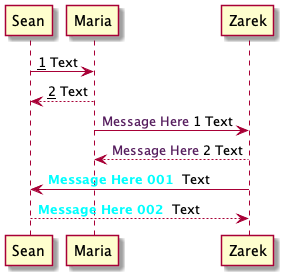 Sean Maria Zarek
1 Text
2 Text
Message Here 1 Text
Message Here 2 Text
Message Here 001 Text
Message Here 002 Text
Sean Maria Zarek